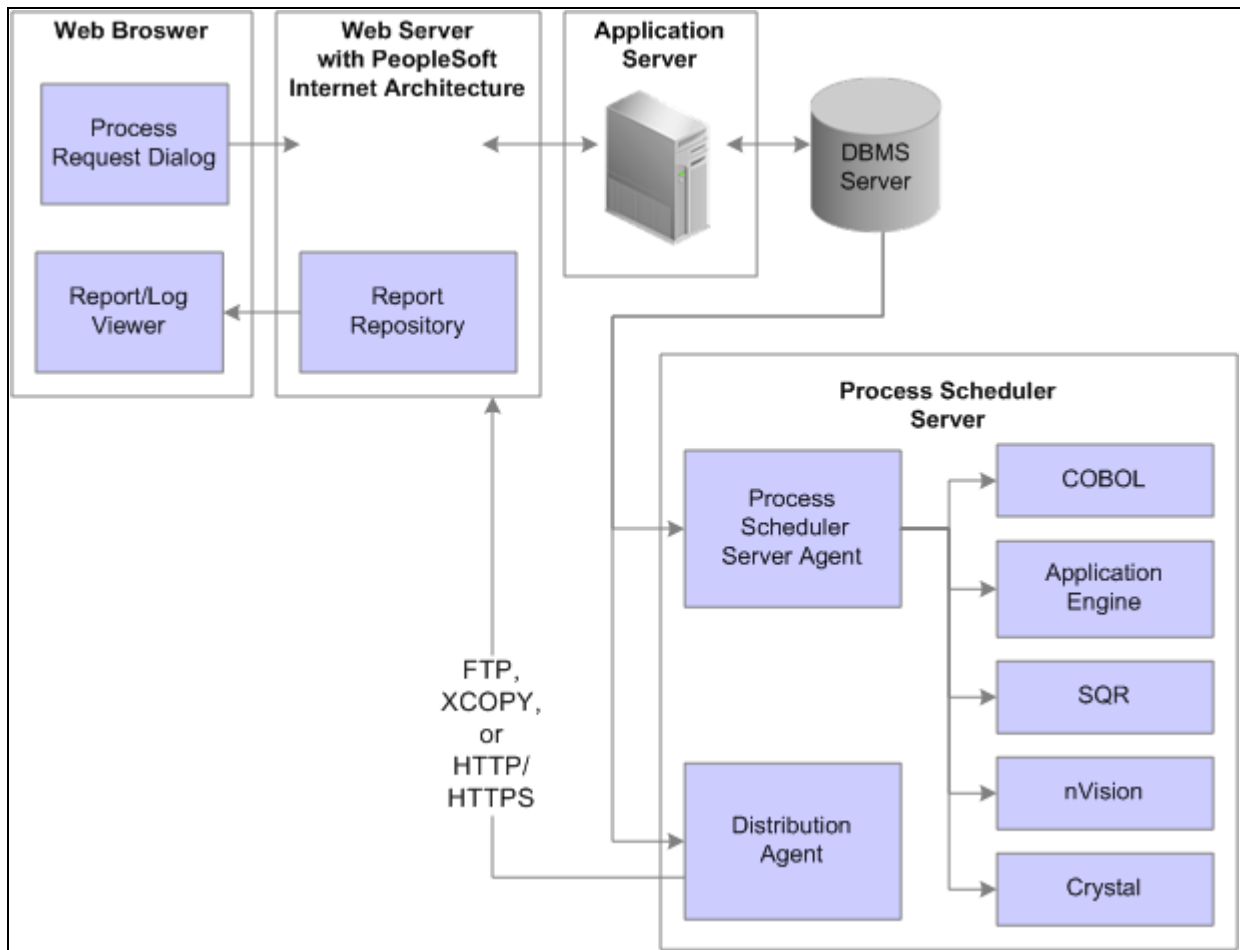 Web Broswer
Process
Request Dialog
Report/Log
Viewer
Web Server
with PeopleSoft
Internet Architecture
Report
Repository
Application
Server
DBMS
Server
Process Scheduler
Server
Process
Scheduler
Server Agent
COBOL
Application
Engine
SQR
nVision
Crystal
Distribution
Agent
FTP,
XCOPY,
or
HTTP/
HTTPS